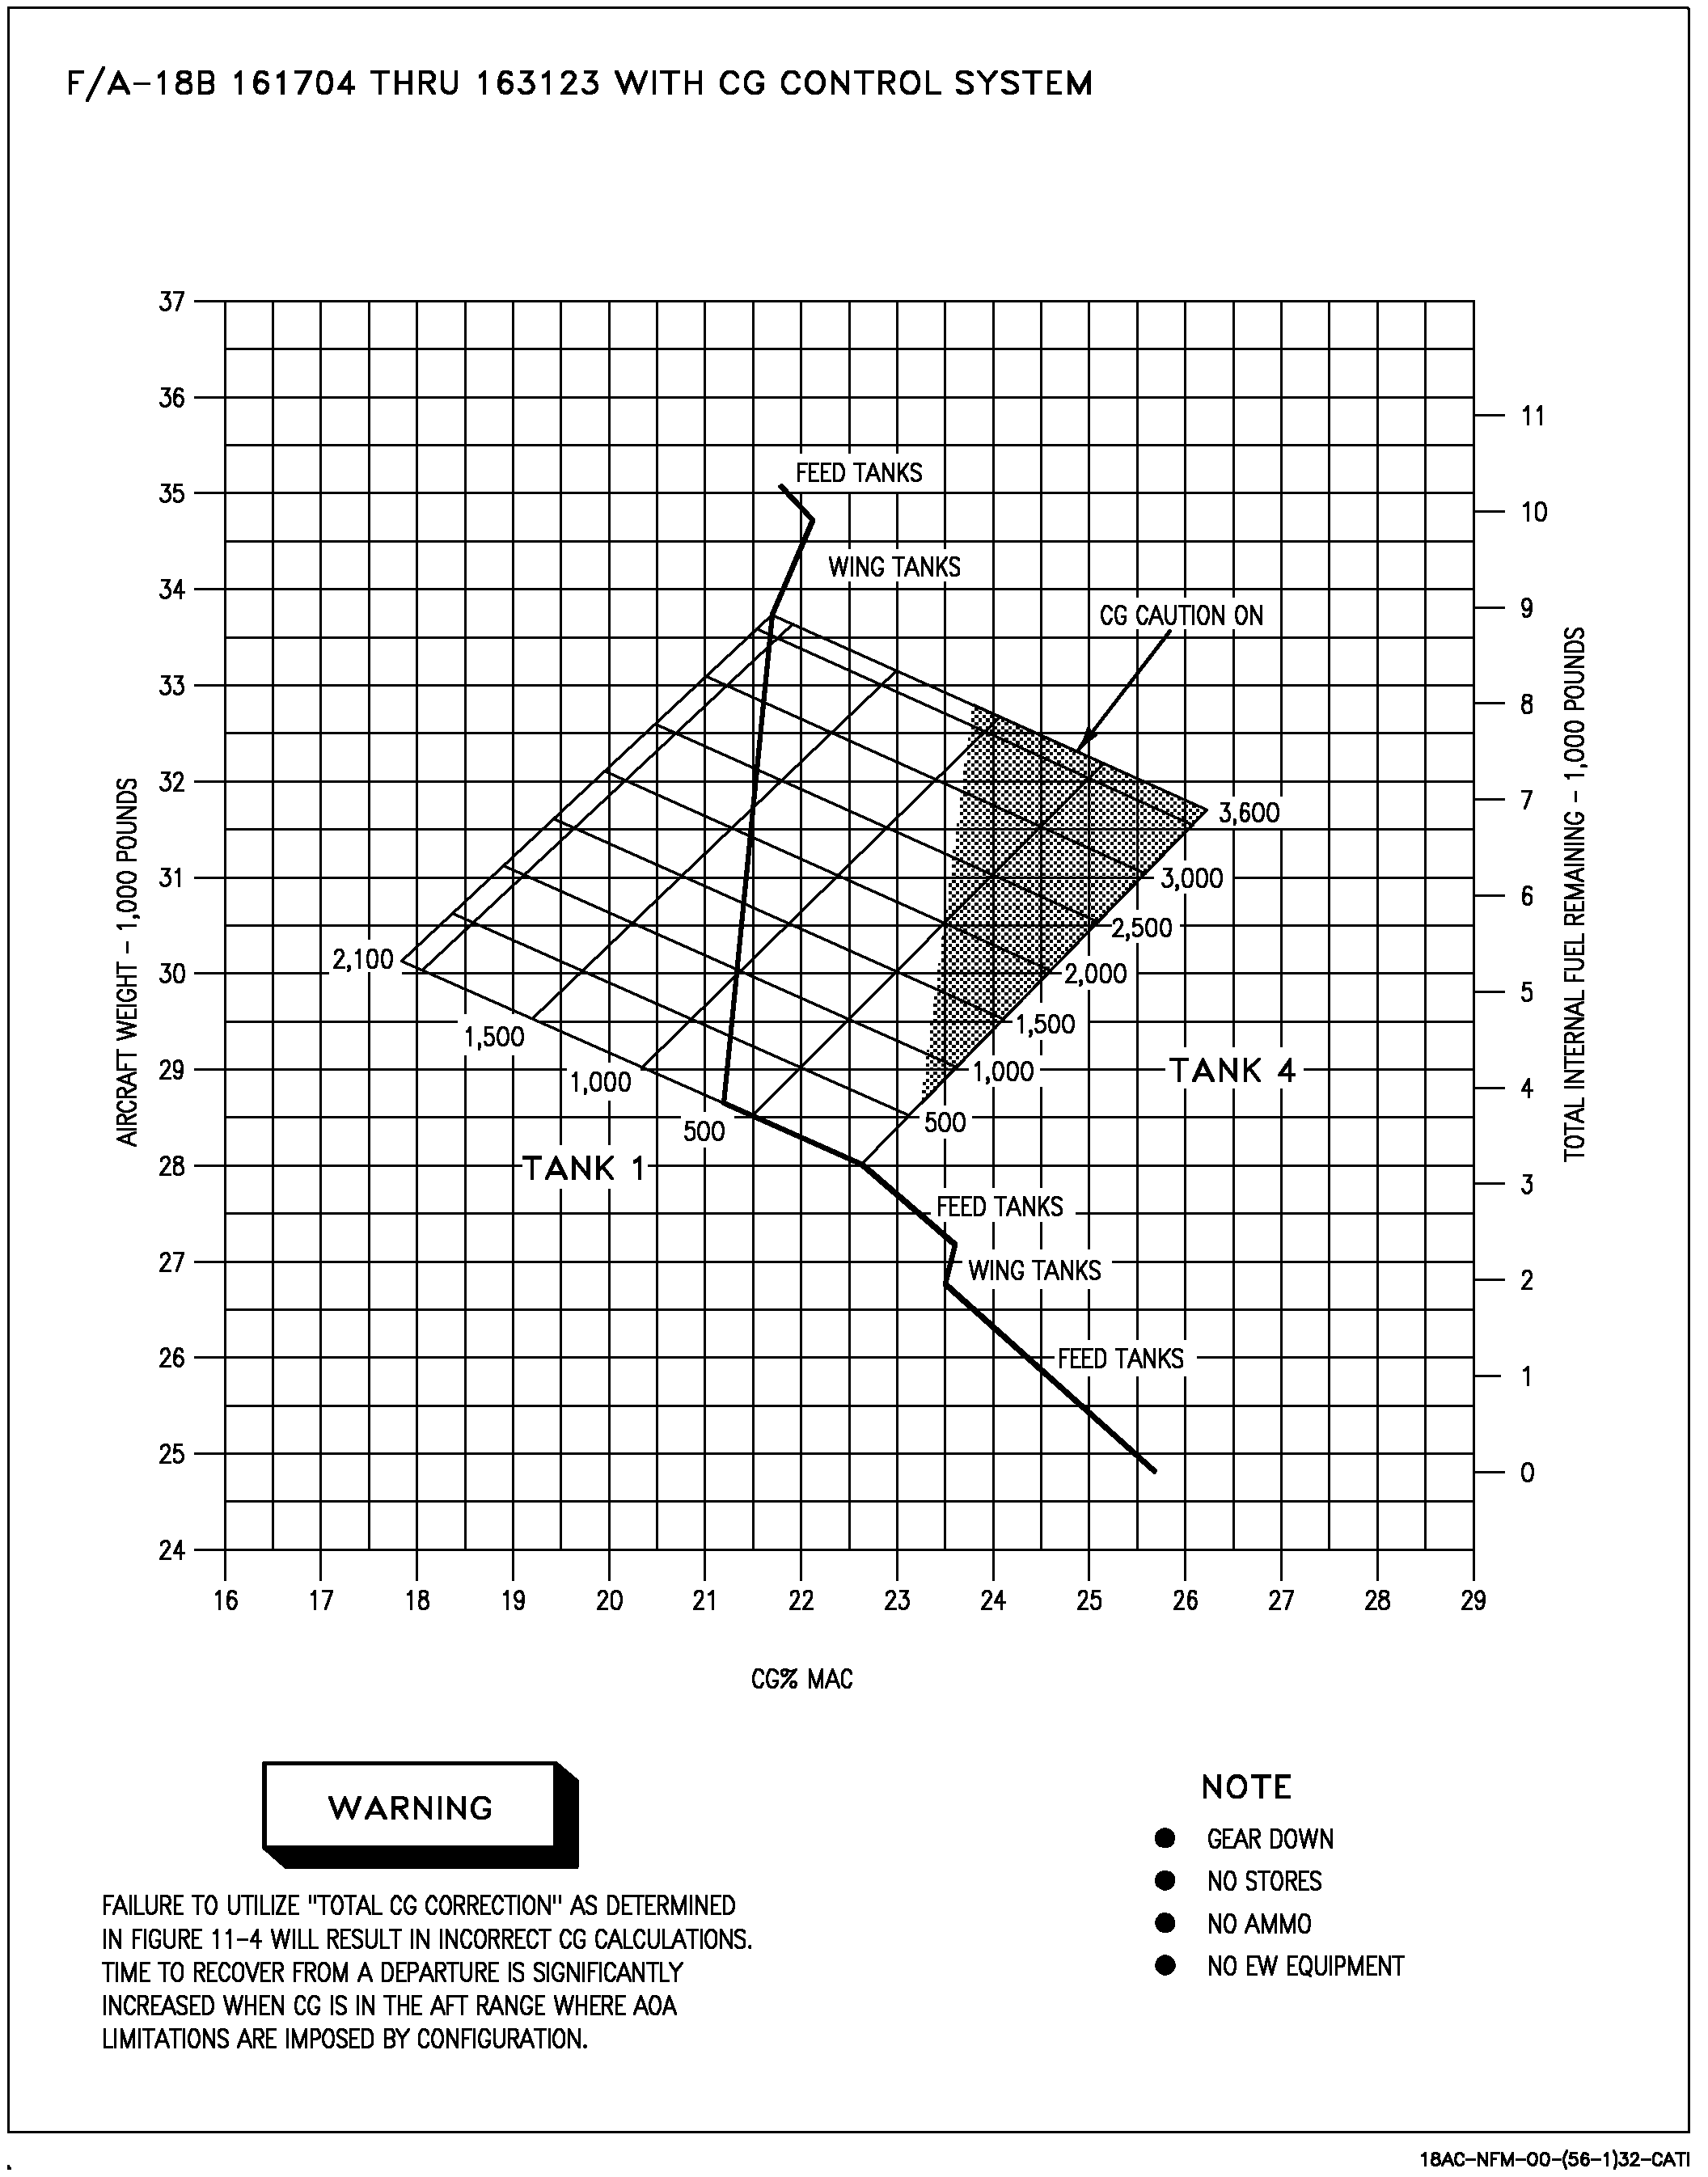 F/A-18B 161704 THRU 163123 WITH CG CONTROL SYSTEM
37
36
35
34
33
32
31
30
29
28
27
26
25
24
AIRCRAFT WEIGHT - 1,000 POUNDS
FEED TANKS
WING TANKS
CG CAUTION ON
3,600
3,000
2,500
2,000
1,500
1,000
500
TANK 4
2,100
1,500
1,000
500
TANK 1
FEED TANKS
WING TANKS
FEED TANKS
11
10
9
8
7
6
5
4
3
2
1
0
TOTAL INTERNAL FUEL REMAINING - 1,000 POUNDS
16 17 18 19 20 21 22 23 24 25 26 27 28 29
CG% MAC
WARNING
FAILURE TO UTILIZE "TOTAL CG CORRECTION" AS DETERMINED
IN FIGURE 11-4 WILL RESULT IN INCORRECT CG CALCULATIONS.
TIME TO RECOVER FROM A DEPARTURE IS SIGNIFICANTLY
INCREASED WHEN CG IS IN THE AFT RANGE WHERE AOA
LIMITATIONS ARE IMPOSED BY CONFIGURATION.
NOTE
● GEAR DOWN
● NO STORES
● NO AMMO
● NO EW EQUIPMENT
18AC-NFM-00-(56-1)32-CATI